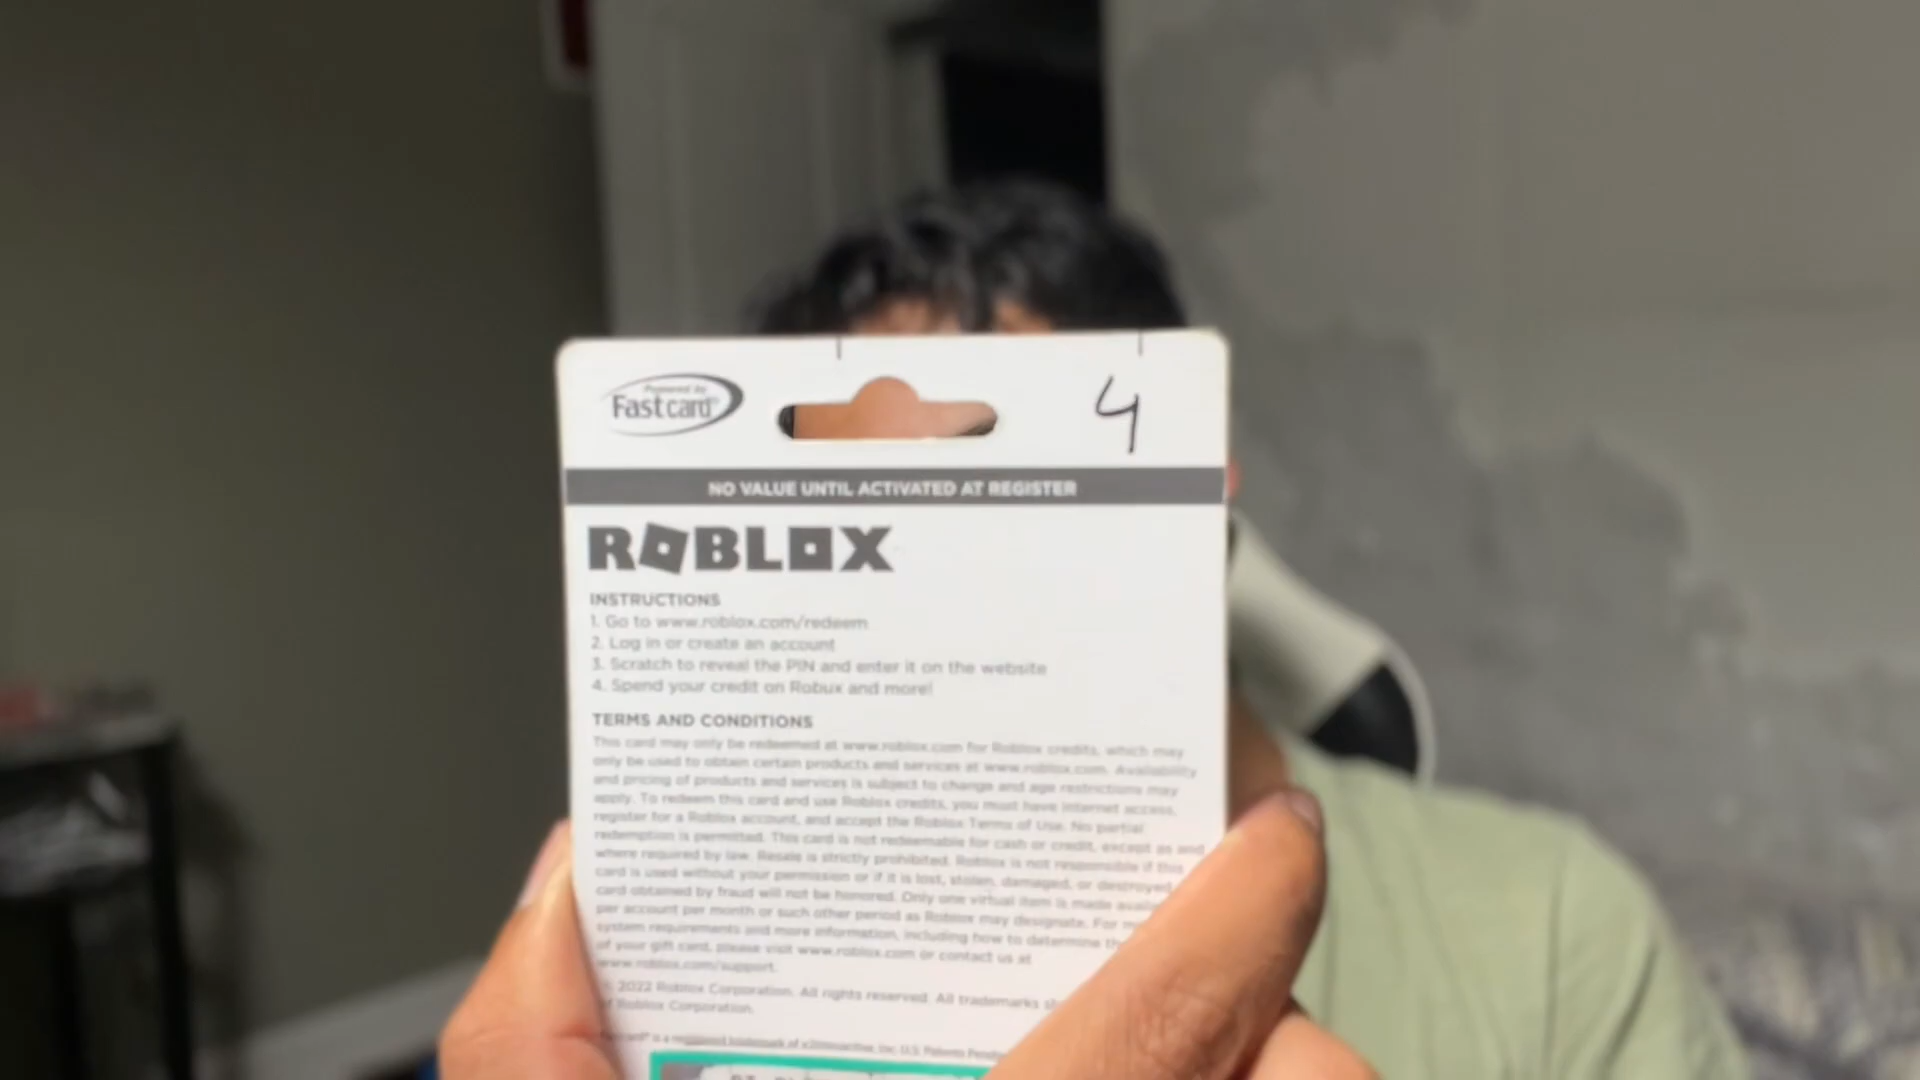 Powered by
Fastcard®
4
NO VALUE UNTIL ACTIVATED AT REGISTER
ROBLOX
INSTRUCTIONS
1. Go to www.roblox.com/redeem
2. Log in or create an account
3. Scratch to reveal the PIN and enter it on the website
4. Spend your credit on Robux and more!
TERMS AND CONDITIONS
This card may only be redeemed at www.roblox.com for Roblox credits, which may
only be used to obtain certain products and services at www.roblox.com. Availability
and pricing of products and services is subject to change and age restrictions may
apply. To redeem this card and use Roblox credits, you must have internet access,
register for a Roblox account, and accept the Roblox Terms of Use. No partial
redemption is permitted. This card is not redeemable for cash or credit, except as and
where required by law. Resale is strictly prohibited. Roblox is not responsible if this
card is used without your permission or if it is lost, stolen, damaged, or destroyed
card obtained by fraud will not be honored. Only one virtual item is made
per account per month or such other period as Roblox may designate. For
system requirements and more information, including how to determine
of your gift card, please visit www.roblox.com or contact us at
www.roblox.com/support.
2022 Roblox Corporation. All rights reserved. All trademarks
Roblox Corporation.
is a registered trademark of e2interactive, Inc. U.S. Patents